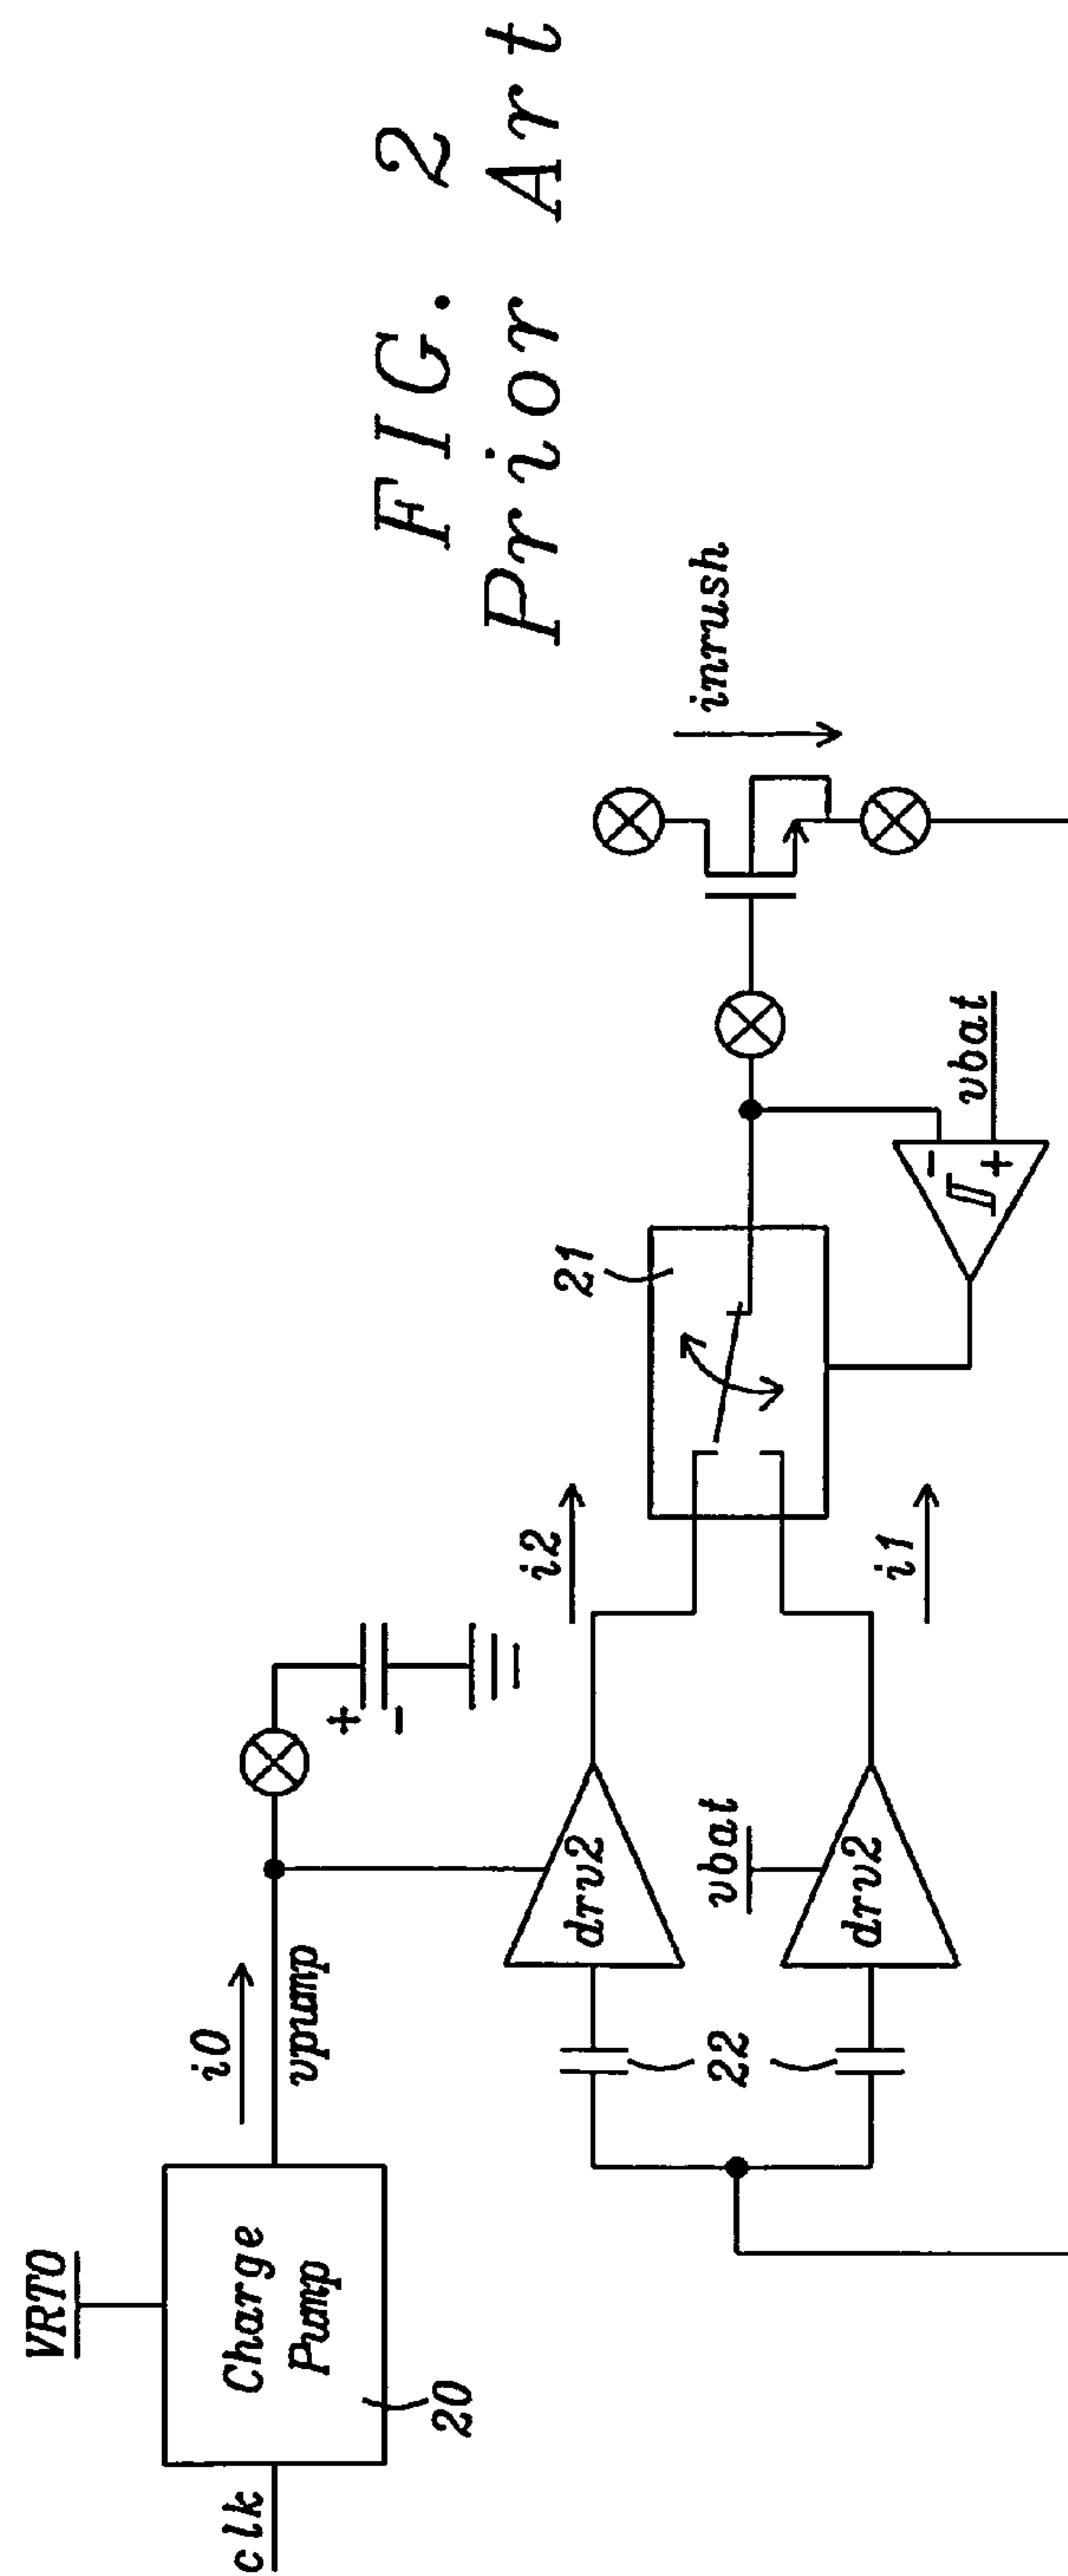 FIG. 2
Prior Art
VRTO
clk
Charge
Pump
20
i0
vpump
+
-
i2
21
drv2
vbat
drv2
22
i1
inrush
-
+
vbat